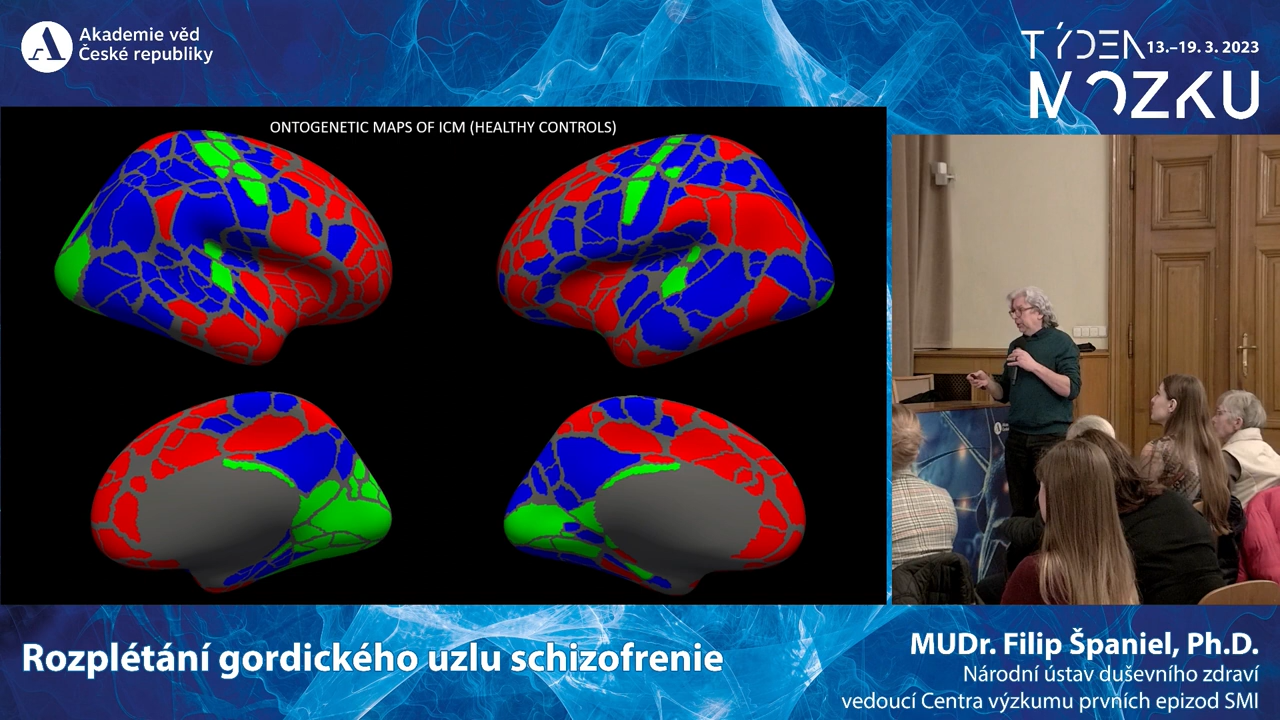 Akademie věd
České republiky
TÝDEN 13.–19. 3. 2023
MOZKU
ONTOGENETIC MAPS OF ICM (HEALTHY CONTROLS)
Rozplétání gordického uzlu schizofrenie
MUDr. Filip Španiel, Ph.D.
Národní ústav duševního zdraví
vedoucí Centra výzkumu prvních epizod SMI